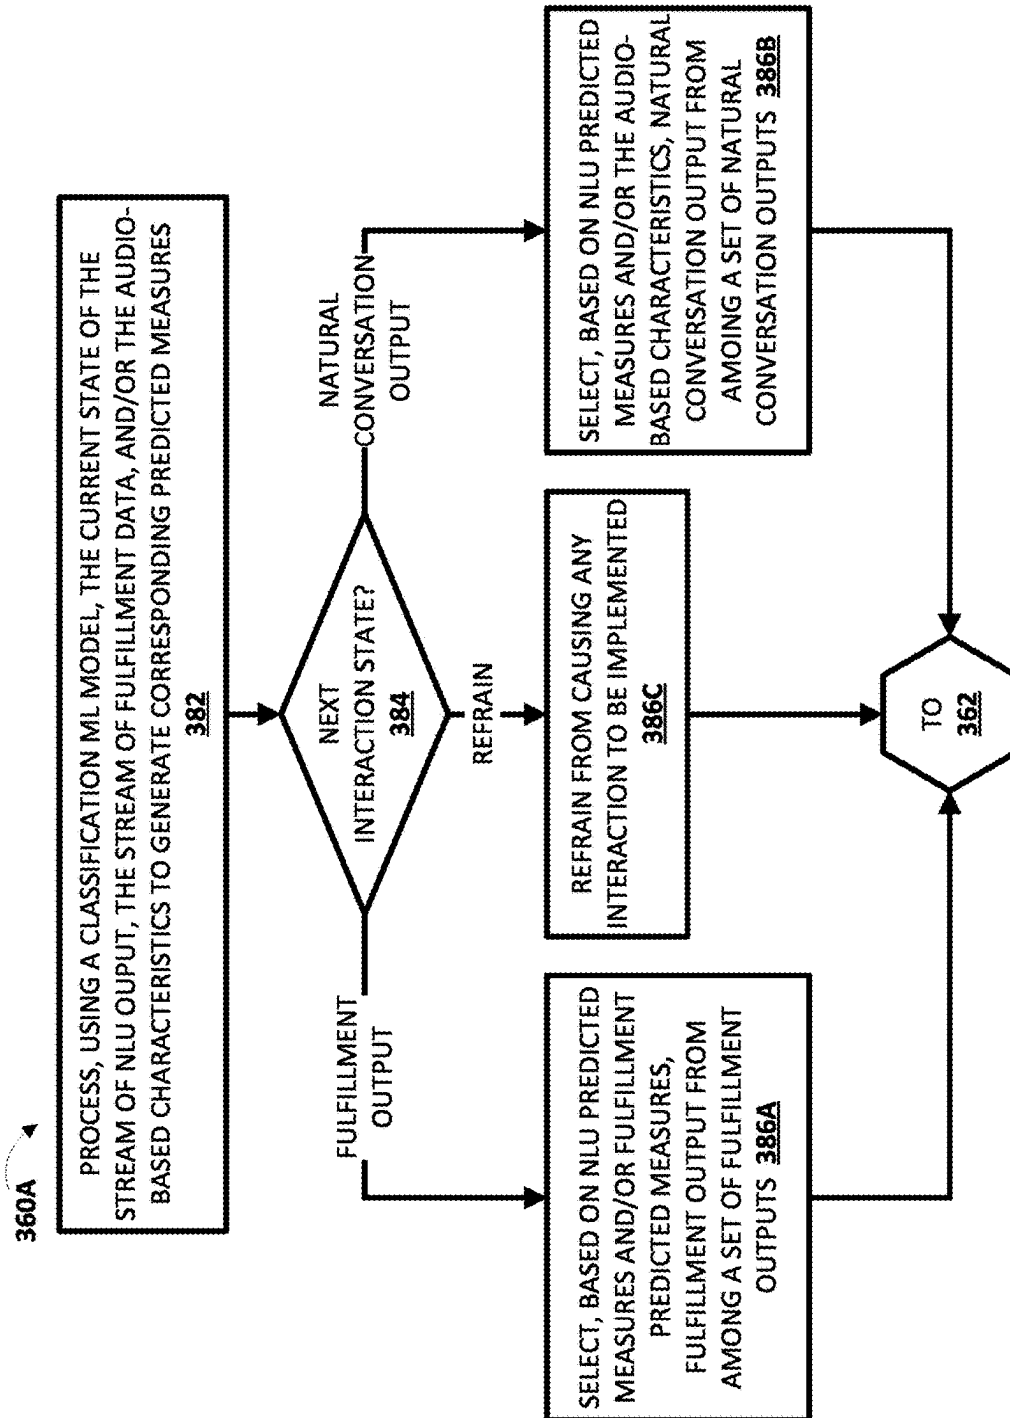 360A
PROCESS, USING A CLASSIFICATION ML MODEL, THE CURRENT STATE OF THE
STREAM OF NLU OUPUT, THE STREAM OF FULFILLMENT DATA, AND/OR THE AUDIO-
BASED CHARACTERISTICS TO GENERATE CORRESPONDING PREDICTED MEASURES
382
NEXT
INTERACTION STATE?
384
FULFILLMENT
OUTPUT
REFRAIN
NATURAL
CONVERSATION
OUTPUT
SELECT, BASED ON NLU PREDICTED
MEASURES AND/OR FULFILLMENT
PREDICTED MEASURES,
FULFILLMENT OUTPUT FROM
AMONG A SET OF FULFILLMENT
OUTPUTS 386A
REFRAIN FROM CAUSING ANY
INTERACTION TO BE IMPLEMENTED
386C
SELECT, BASED ON NLU PREDICTED
MEASURES AND/OR THE AUDIO-
BASED CHARACTERISTICS, NATURAL
CONVERSATION OUTPUT FROM
AMOING A SET OF NATURAL
CONVERSATION OUTPUTS 386B
TO
362